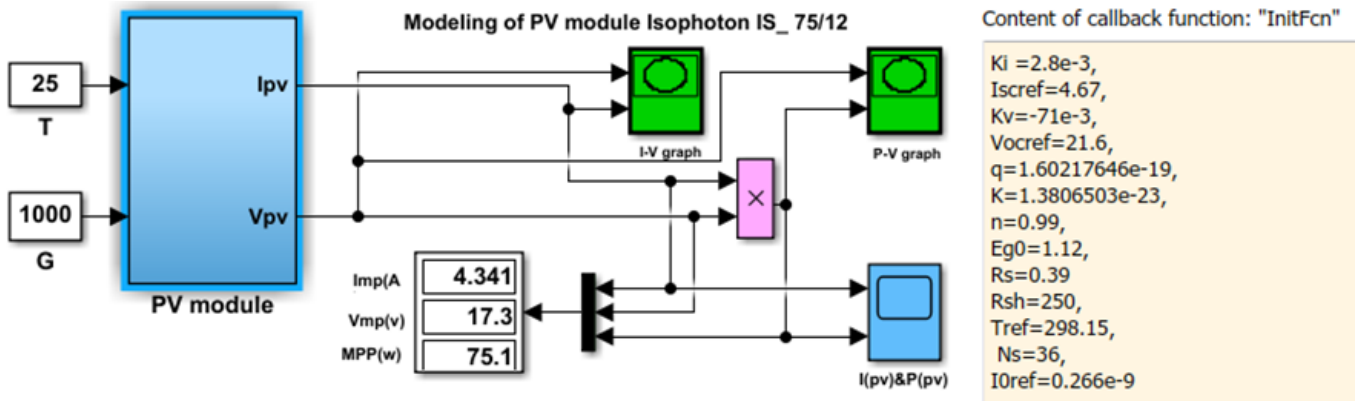 Modeling of PV module Isophoton IS_ 75/12
25
T
1000
G
Ipv
Vpv
PV module
I-V graph
P-V graph
×
Imp(A
4.341
Vmp(v)
17.3
MPP(w)
75.1
I(pv)&P(pv)
Content of callback function: "InitFcn"
Ki =2.8e-3,
Iscref=4.67,
Kv=-71e-3,
Vocref=21.6,
q=1.60217646e-19,
K=1.3806503e-23,
n=0.99,
Eg0=1.12,
Rs=0.39
Rsh=250,
Tref=298.15,
Ns=36,
I0ref=0.266e-9